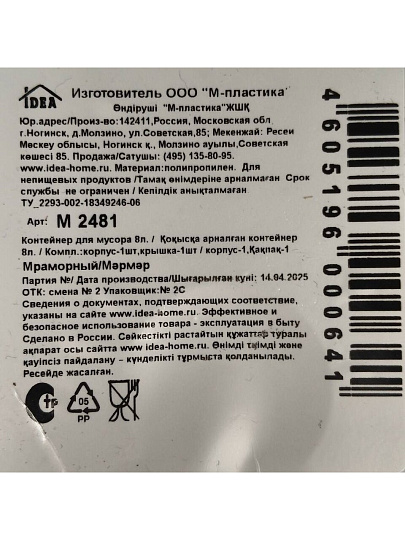 IDEA
Изготовитель ООО "М-пластика"
Өндіруші "М-пластика"ЖШҚ
Юр.адрес/Произ-во:142411,Россия, Московская обл.
г.Ногинск, д.Молзино, ул.Советская,85; Мекенжай: Ресей
Мәскеу облысы, Ногинск қ., Молзино ауылы,Советская
көшесі 85. Продажа/Сатушы: (495) 135-80-95.
www.idea-home.ru. Материал:полипропилен. Для
непищевых продуктов /Тамақ өнімдеріне арналмаған Срок
службы не ограничен / Кепілдік анықталмаған.
ТУ_2293-002-18349246-06
Арт: М 2481
Контейнер для мусора 8л. / Қоқысқа арналған контейнер
8л. / Компл.:корпус-1шт,крышка-1шт / корпус-1,Қақпақ-1
Мраморный/Мәрмәр
Партия №/ Дата производства/Шығарылған күні: 14.04.2025
ОТК: смена № 2 Упаковщик:№ 2С
Сведения о документах, подтверждающих соответствие,
указаны на сайте www.idea-home.ru. Эффективное и
безопасное использование товара - эксплуатация в быту
Сделано в России. Сәйкестікті растайтын құжаттар туралы
ақпарат осы сайтта www.idea-home.ru. Өнімді тиімді және
қауіпсіз пайдалану – күнделікті тұрмыста қолданылады.
Ресейде жасалған.
05
PP
4605196000641